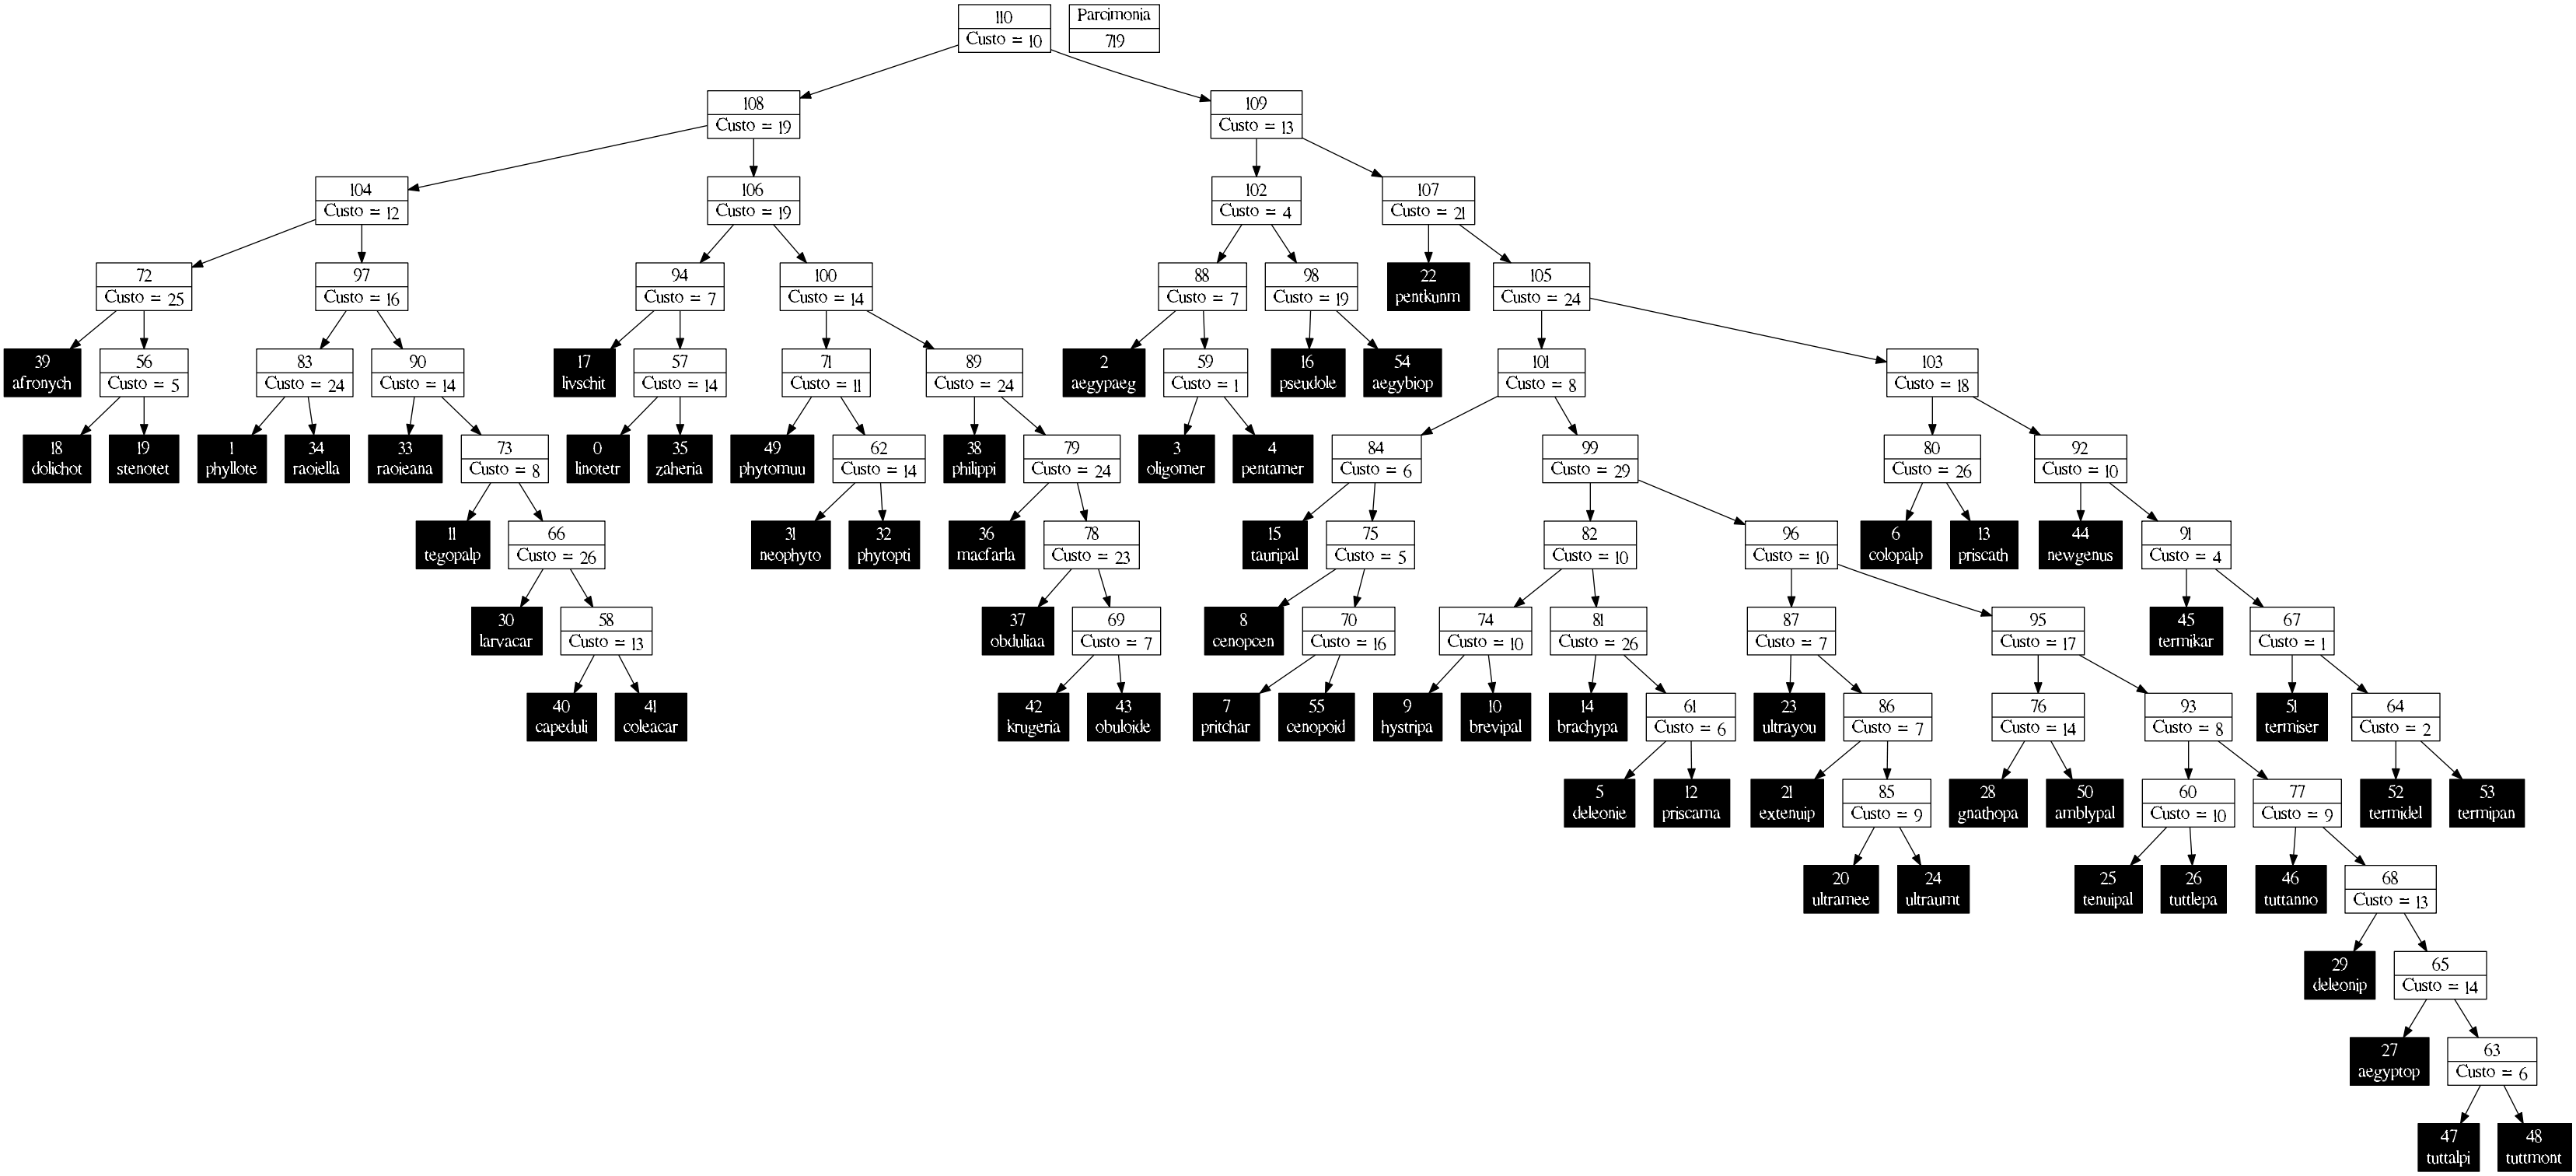 110
Custo = 10
Parcimonia
719
108
Custo = 19
109
Custo = 13
104
Custo = 12
106
Custo = 19
102
Custo = 4
107
Custo = 21
72
Custo = 25
97
Custo = 16
94
Custo = 7
100
Custo = 14
88
Custo = 7
98
Custo = 19
22
pentkunm
105
Custo = 24
39
afronych
56
Custo = 5
83
Custo = 24
90
Custo = 14
17
livschit
57
Custo = 14
71
Custo = 11
89
Custo = 24
2
aegypaeg
59
Custo = 1
16
pseudole
54
aegybiop
101
Custo = 8
103
Custo = 18
18
dolichot
19
stenotet
1
phyllote
34
raoiella
33
raoieana
73
Custo = 8
0
linotetr
35
zaheria
49
phytomuu
62
Custo = 14
38
philippi
79
Custo = 24
3
oligomer
4
pentamer
84
Custo = 6
99
Custo = 29
80
Custo = 26
92
Custo = 10
11
tegopalp
66
Custo = 26
31
neophyto
32
phytopti
36
macfarla
78
Custo = 23
15
tauripal
75
Custo = 5
82
Custo = 10
96
Custo = 10
6
colopalp
13
priscath
44
newgenus
91
Custo = 4
30
larvacar
58
Custo = 13
37
obduliaa
69
Custo = 7
8
cenopcen
70
Custo = 16
74
Custo = 10
81
Custo = 26
87
Custo = 7
95
Custo = 17
45
termikar
67
Custo = 1
40
capeduli
41
coleacar
42
krugeria
43
obuloide
7
pritchar
55
cenopoid
9
hystripa
10
brevipal
14
brachypa
61
Custo = 6
23
ultrayou
86
Custo = 7
76
Custo = 14
93
Custo = 8
51
termiser
64
Custo = 2
5
deleonie
12
priscama
21
extenuip
85
Custo = 9
28
gnathopa
50
amblypal
60
Custo = 10
77
Custo = 9
52
termidel
53
termipan
20
ultramee
24
ultraumt
25
tenuipal
26
tuttlepa
46
tuttanno
68
Custo = 13
29
deleonip
65
Custo = 14
27
aegyptop
63
Custo = 6
47
tuttalpi
48
tuttmont